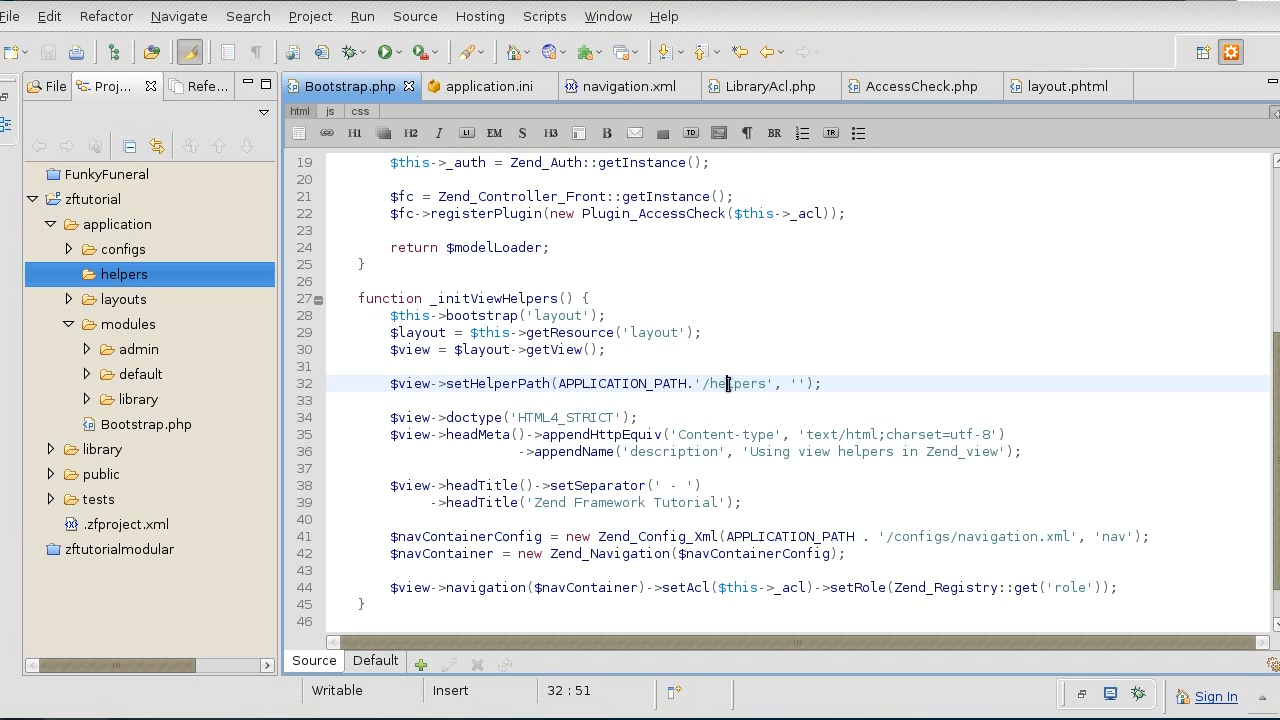 File Edit Refactor Navigate Search Project Run Source Hosting Scripts Window Help
File Proj... Refe...
Bootstrap.php application.ini navigation.xml LibraryAcl.php AccessCheck.php layout.phtml
html js css
H1 H2 I LI EM S H3 B TD ¶ BR TR
FunkyFuneral
zftutorial
application
configs
helpers
layouts
modules
admin
default
library
Bootstrap.php
library
public
tests
.zfproject.xml
zftutorialmodular
19 $this->_auth = Zend_Auth::getInstance();
20
21 $fc = Zend_Controller_Front::getInstance();
22 $fc->registerPlugin(new Plugin_AccessCheck($this->_acl));
23
24 return $modelLoader;
25 }
26
27 function _initViewHelpers() {
28 $this->bootstrap('layout');
29 $layout = $this->getResource('layout');
30 $view = $layout->getView();
31
32 $view->setHelperPath(APPLICATION_PATH.'/helpers', '');
33
34 $view->doctype('HTML4_STRICT');
35 $view->headMeta()->appendHttpEquiv('Content-type', 'text/html;charset=utf-8')
36 ->appendName('description', 'Using view helpers in Zend_view');
37
38 $view->headTitle()->setSeparator(' - ')
39 ->headTitle('Zend Framework Tutorial');
40
41 $navContainerConfig = new Zend_Config_Xml(APPLICATION_PATH . '/configs/navigation.xml', 'nav');
42 $navContainer = new Zend_Navigation($navContainerConfig);
43
44 $view->navigation($navContainer)->setAcl($this->_acl)->setRole(Zend_Registry::get('role'));
45 }
46
Source Default
Writable Insert 32 : 51 Sign In